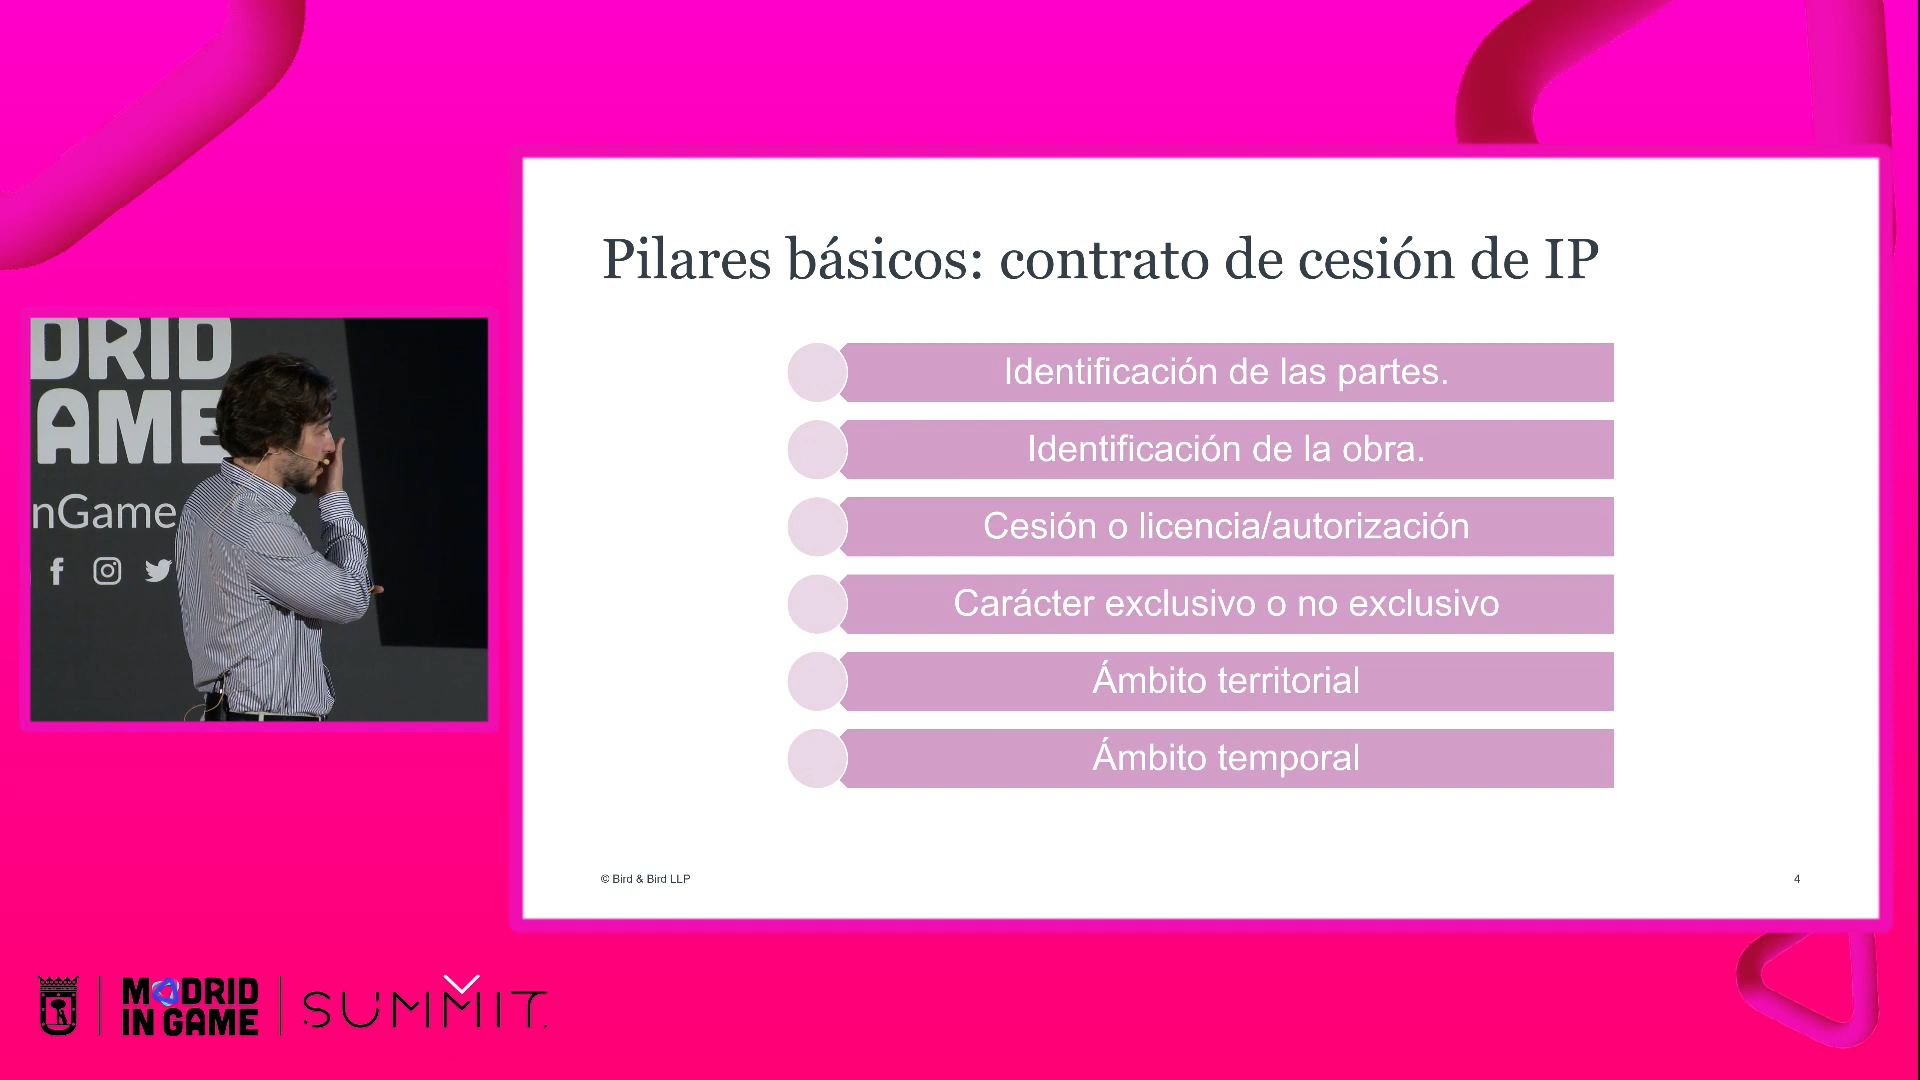 Pilares básicos: contrato de cesión de IP
Identificación de las partes.
Identificación de la obra.
Cesión o licencia/autorización
Carácter exclusivo o no exclusivo
Ámbito territorial
Ámbito temporal
© Bird & Bird LLP
4
DRID
AME
nGame
MADRID
IN GAME
SUMMIT.